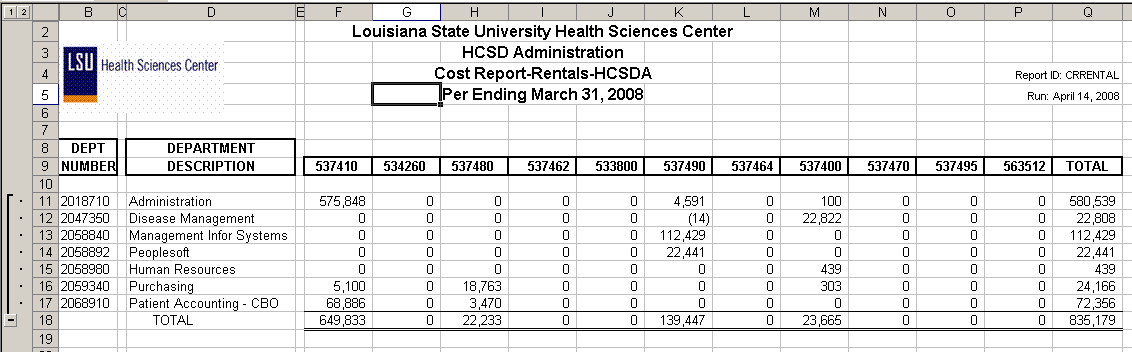 1 2 B C D E F G H I J K L M N O P Q
2 Louisiana State University Health Sciences Center
3 HCSD Administration
LSU Health Sciences Center
4 Cost Report-Rentals-HCSDA Report ID: CRRENTAL
5 Per Ending March 31, 2008 Run: April 14, 2008
6
7
8 DEPT DEPARTMENT
9 NUMBER DESCRIPTION 537410 534260 537480 537462 533800 537490 537464 537400 537470 537495 563512 TOTAL
10
11 2018710 Administration 575,848 0 0 0 0 4,591 0 100 0 0 0 580,539
12 2047350 Disease Management 0 0 0 0 0 (14) 0 22,822 0 0 0 22,808
13 2058840 Management Infor Systems 0 0 0 0 0 112,429 0 0 0 0 0 112,429
14 2058892 Peoplesoft 0 0 0 0 0 22,441 0 0 0 0 0 22,441
15 2058980 Human Resources 0 0 0 0 0 0 0 439 0 0 0 439
16 2059340 Purchasing 5,100 0 18,763 0 0 0 0 303 0 0 0 24,166
17 2068910 Patient Accounting - CBO 68,886 0 3,470 0 0 0 0 0 0 0 0 72,356
18 TOTAL 649,833 0 22,233 0 0 139,447 0 23,665 0 0 0 835,179
19